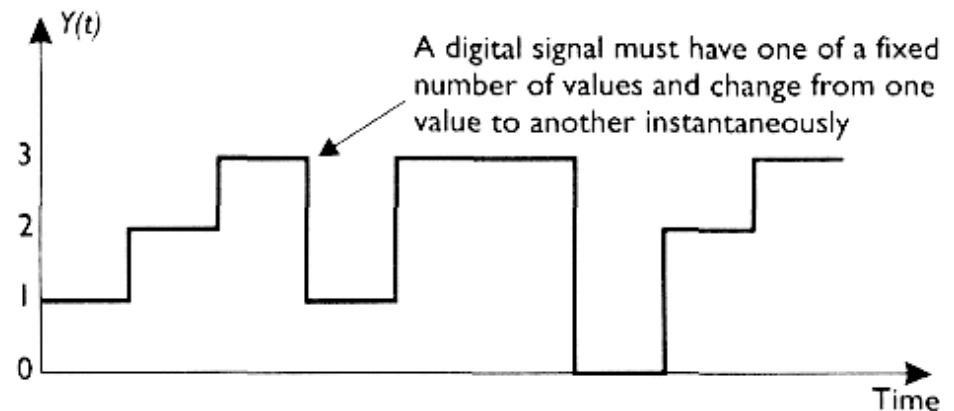 Y(t)
A digital signal must have one of a fixed
number of values and change from one
value to another instantaneously
3
2
1
0
Time